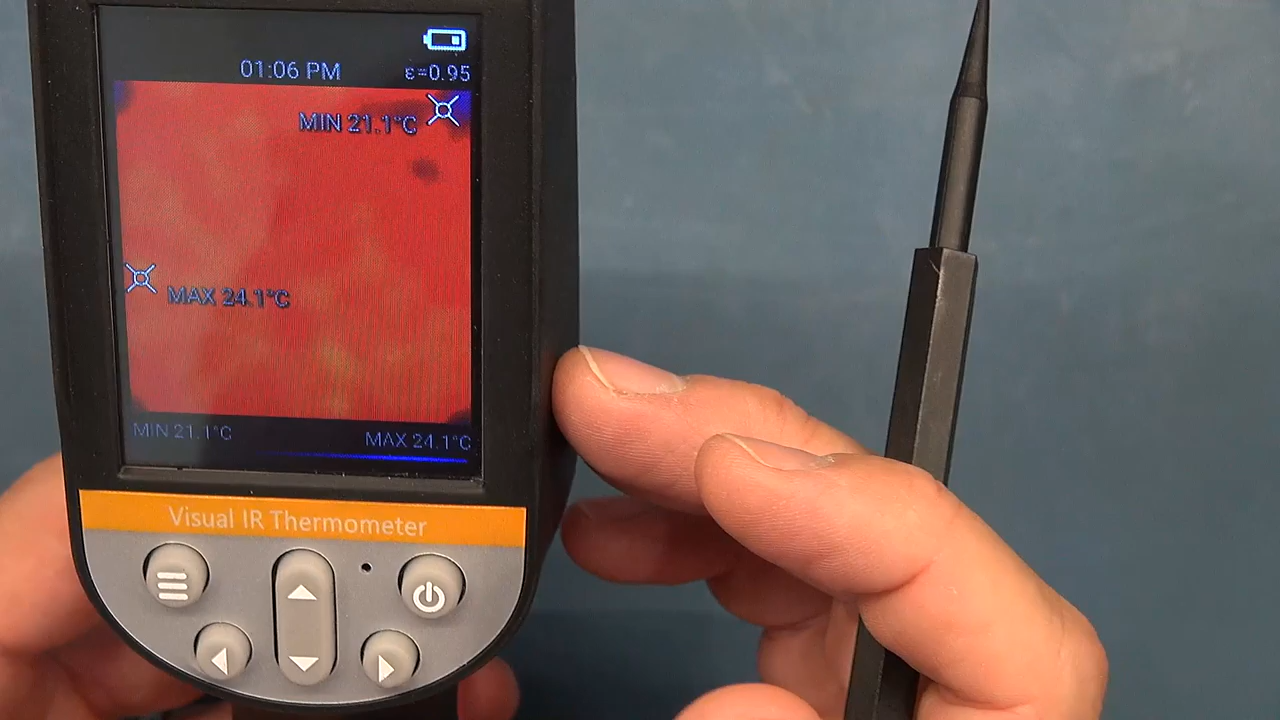 01:06 PM ε=0.95
MIN 21.1°C
MAX 24.1°C
MIN 21.1°C MAX 24.1°C
Visual IR Thermometer